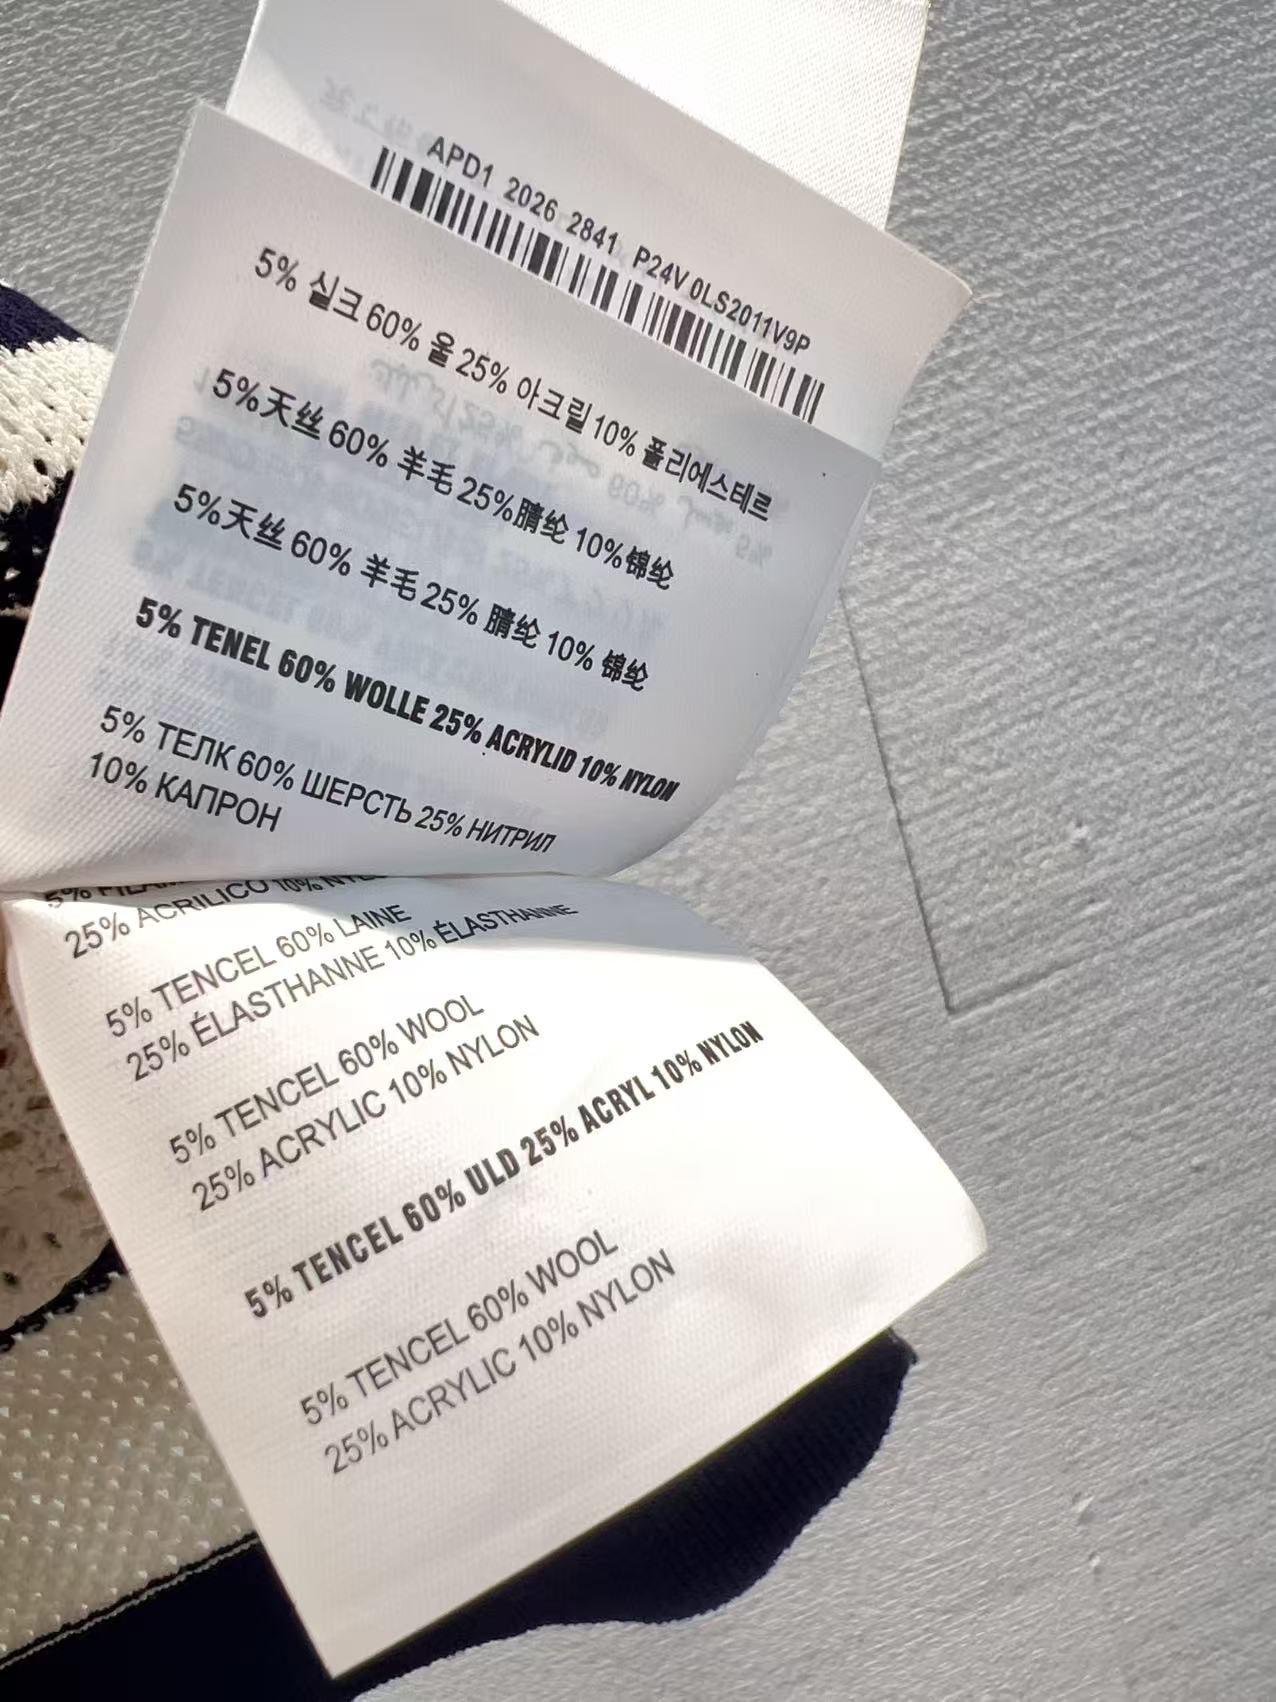 APD1 2026 2841 P24V 0LS2011V9P
5% 실크 60% 울 25% 아크릴 10% 폴리에스테르
5%天丝 60% 羊毛 25%腈纶 10%锦纶
5%天丝 60% 羊毛 25% 腈纶 10% 锦纶
5% TENEL 60% WOLLE 25% ACRYLID 10% NYLON
5% ТЕЛК 60% ШЕРСТЬ 25% НИТРИЛ
10% КАПРОН
5%
25% ACRILICO 10%
5% TENCEL 60% LAINE
25% ÉLASTHANNE 10% ÉLASTHANNE
5% TENCEL 60% WOOL
25% ACRYLIC 10% NYLON
5% TENCEL 60% ULD 25% ACRYL 10% NYLON
5% TENCEL 60% WOOL
25% ACRYLIC 10% NYLON